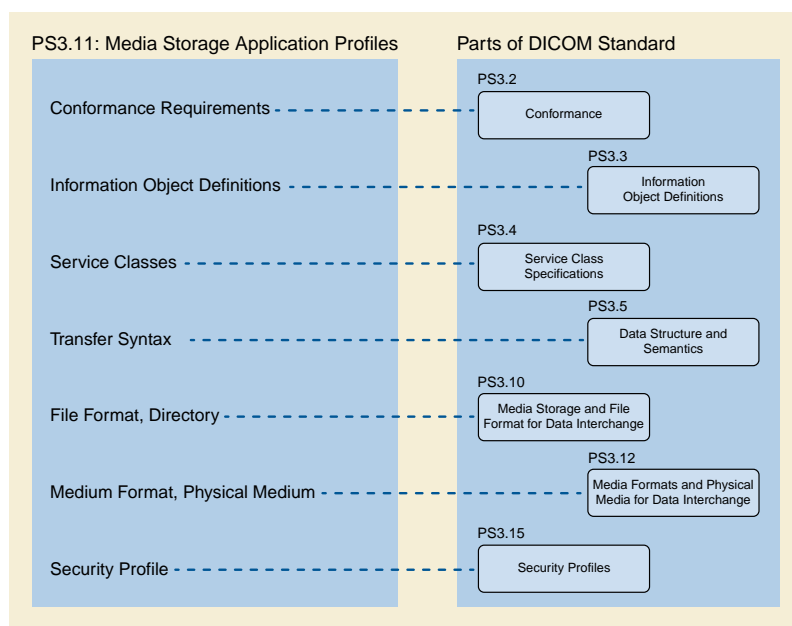 PS3.11: Media Storage Application Profiles
Parts of DICOM Standard
PS3.2
Conformance Requirements
Conformance
PS3.3
Information Object Definitions
Information
Object Definitions
PS3.4
Service Classes
Service Class
Specifications
PS3.5
Transfer Syntax
Data Structure and
Semantics
PS3.10
File Format, Directory
Media Storage and File
Format for Data Interchange
PS3.12
Medium Format, Physical Medium
Media Formats and Physical
Media for Data Interchange
PS3.15
Security Profile
Security Profiles